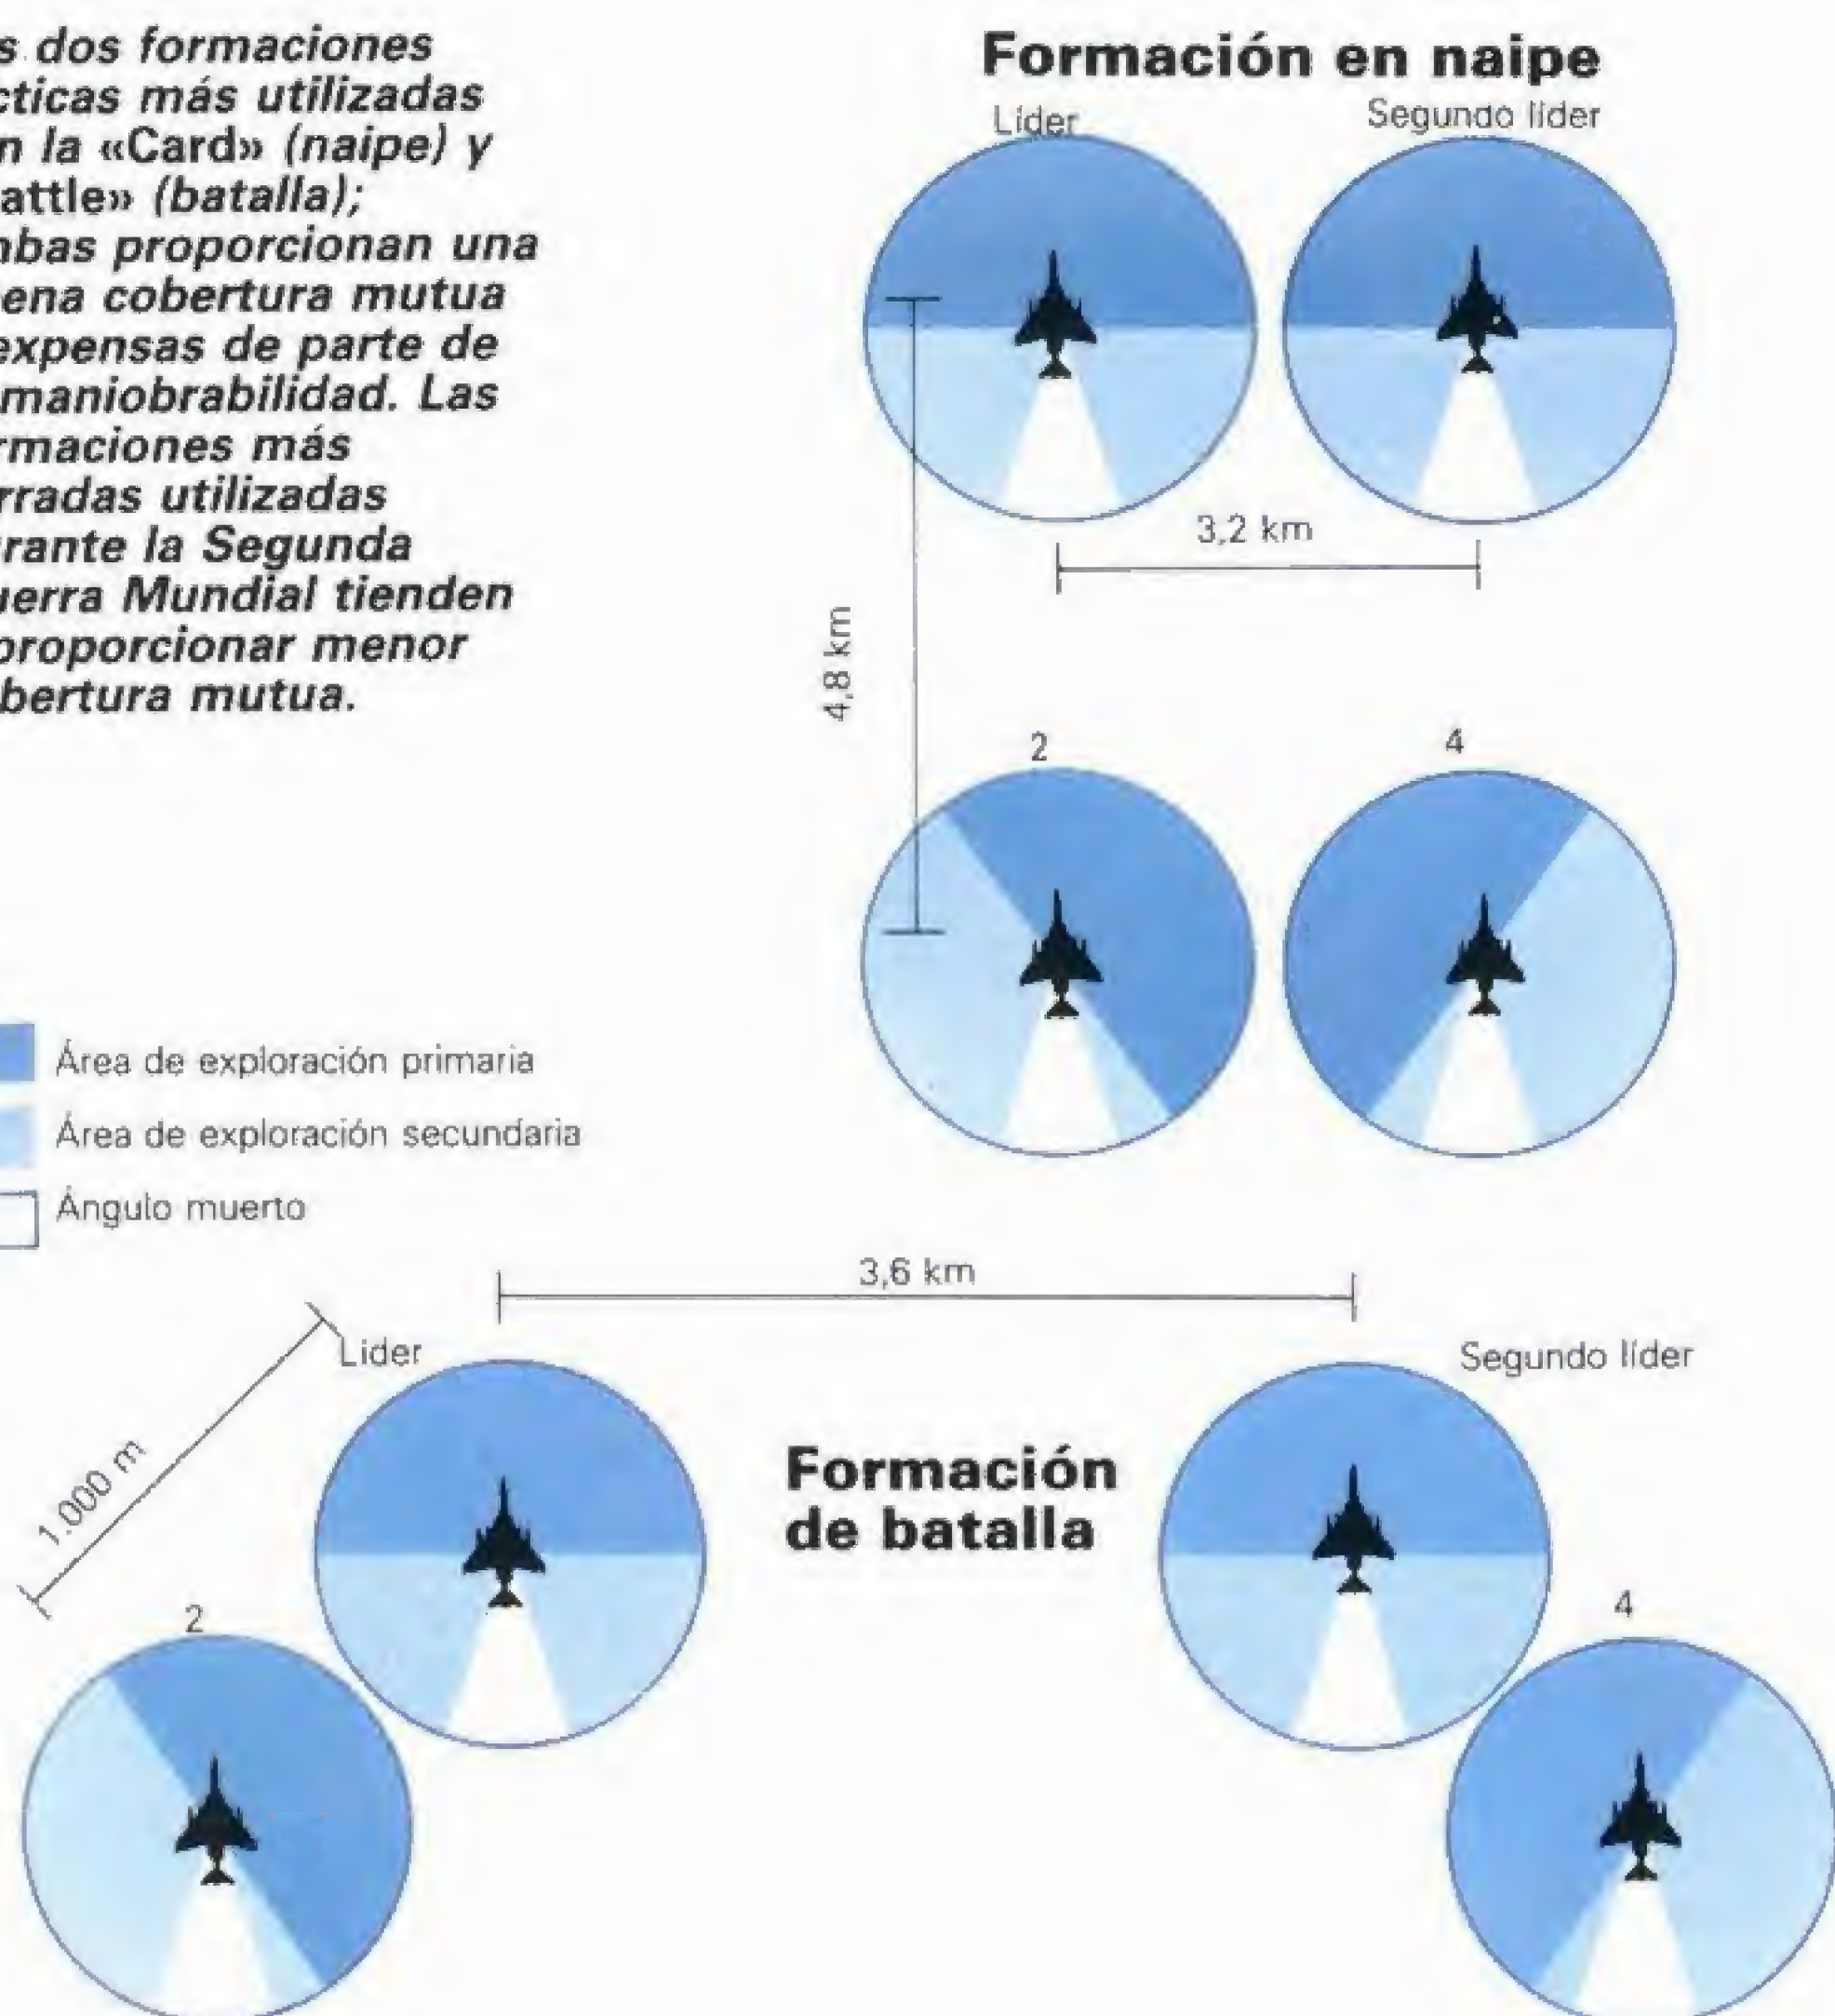 s dos formaciones
cticas más utilizadas
n la «Card» (naipe) y
attle» (batalla);
nbas proporcionan una
ena cobertura mutua
expensas de parte de
maniobrabilidad. Las
rmaciones más
rradas utilizadas
rante la Segunda
uerra Mundial tienden
proporcionar menor
bertura mutua.
Formación en naipe
Líder
Segundo líder
3,2 km
4,8 km
2
4
Área de exploración primaria
Área de exploración secundaria
Ángulo muerto
3,6 km
1.000 m
Líder
Segundo líder
Formación
de batalla
2
4